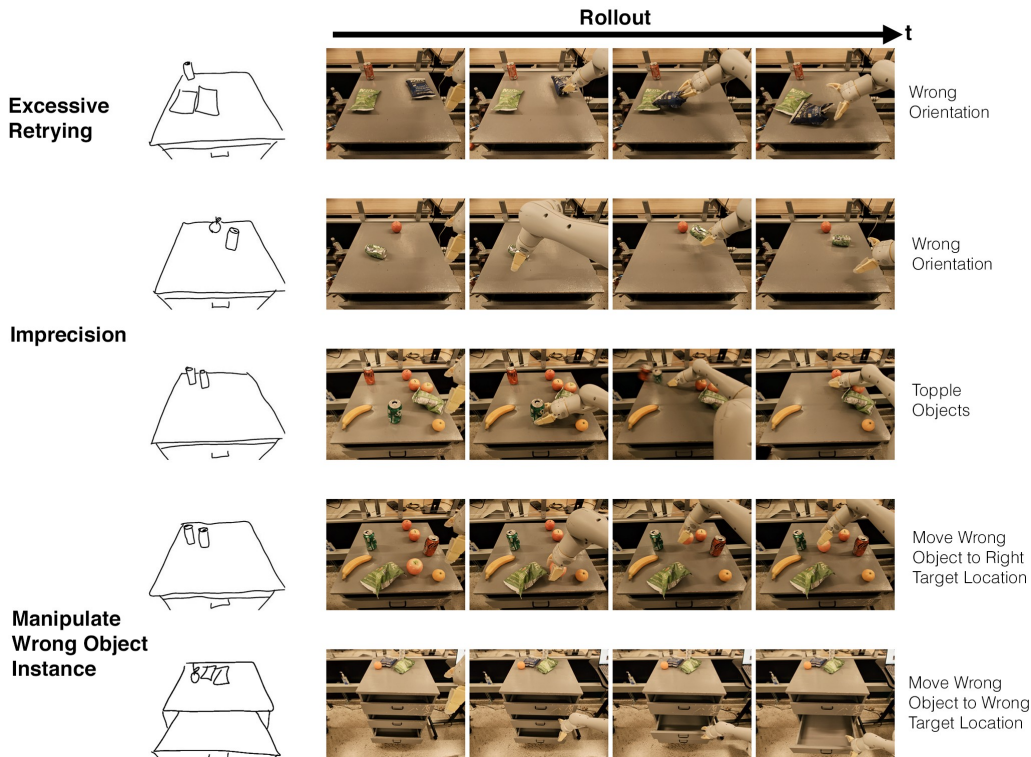 Rollout
t
Excessive
Retrying
Wrong
Orientation
Wrong
Orientation
Imprecision
Topple
Objects
Move Wrong
Object to Right
Target Location
Manipulate
Wrong Object
Instance
Move Wrong
Object to Wrong
Target Location